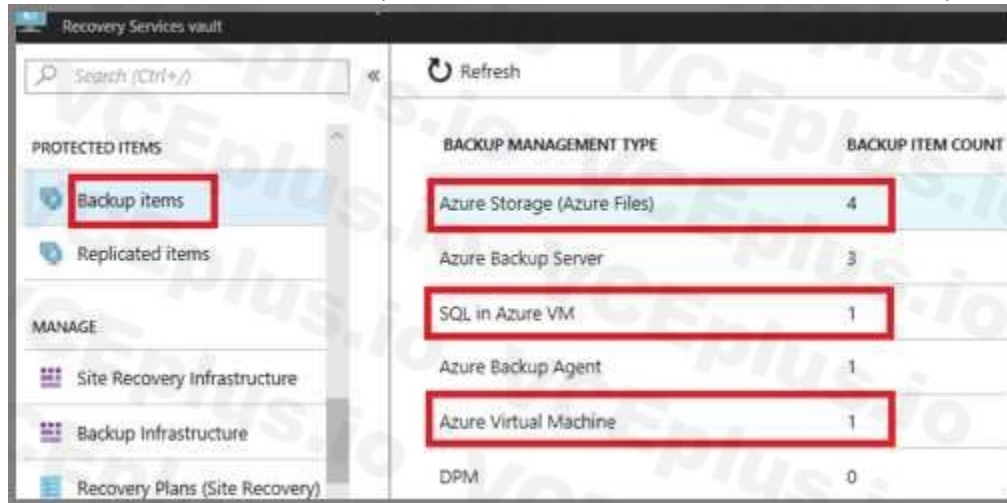 Recovery Services vault
Search (Ctrl+/)
«
Refresh
PROTECTED ITEMS
Backup items
Replicated items
MANAGE
Site Recovery Infrastructure
Backup Infrastructure
Recovery Plans (Site Recovery)
BACKUP MANAGEMENT TYPE BACKUP ITEM COUNT
Azure Storage (Azure Files) 4
Azure Backup Server 3
SQL in Azure VM 1
Azure Backup Agent 1
Azure Virtual Machine 1
DPM 0
VCEplus.io